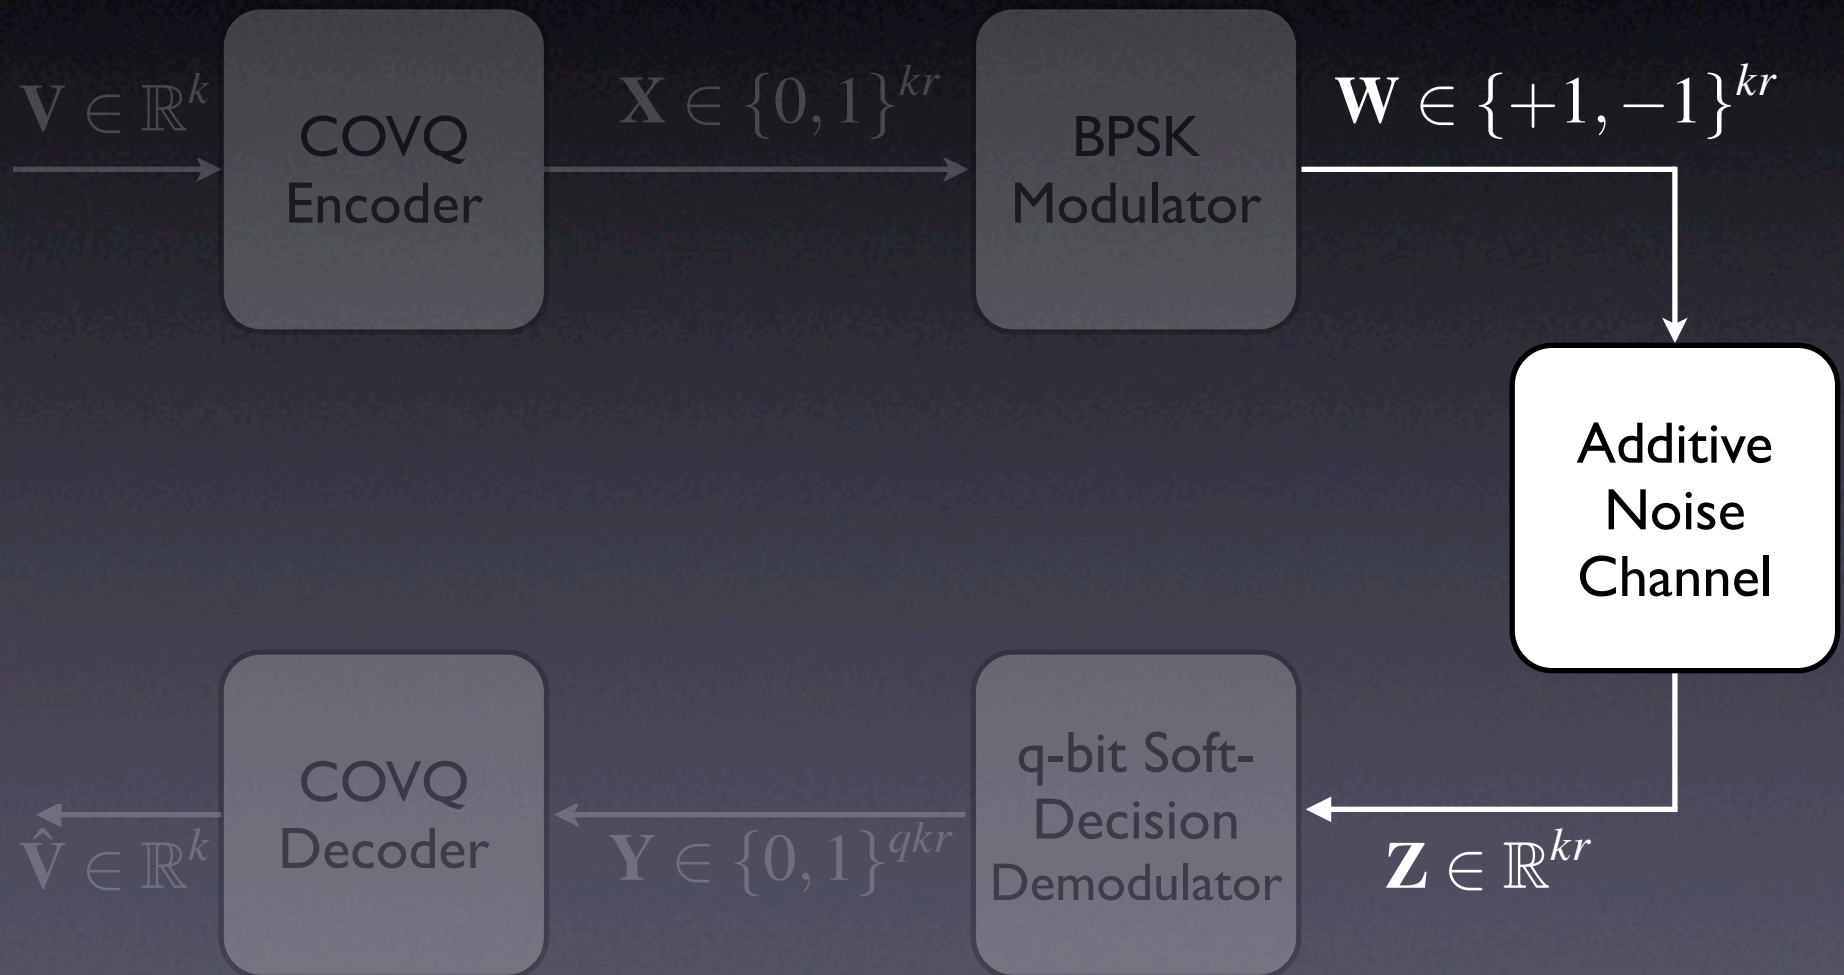 V ∈ ℝ^k
COVQ
Encoder
X ∈ {0, 1}^{kr}
BPSK
Modulator
W ∈ {+1, −1}^{kr}
Additive
Noise
Channel
Z ∈ ℝ^{kr}
q-bit Soft-
Decision
Demodulator
Y ∈ {0, 1}^{qkr}
COVQ
Decoder
V̂ ∈ ℝ^k